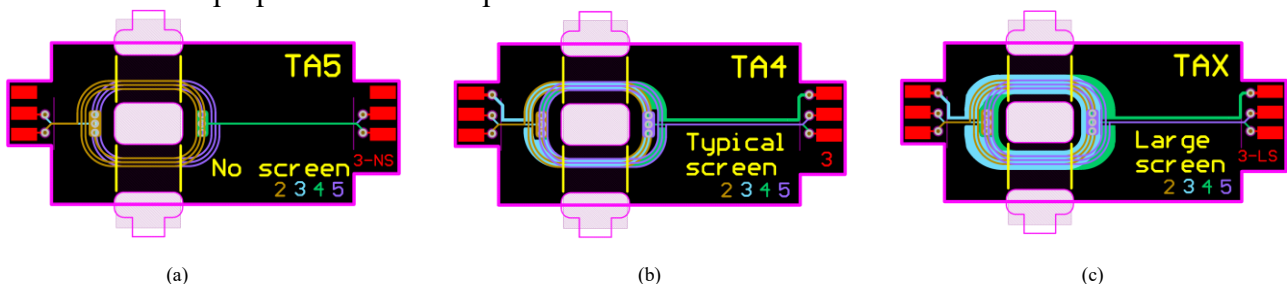 TA5
3-NS
No screen
2 3 4 5
TA4
Typical
screen
3
2 3 4 5
TAX
Large
screen
3-LS
2 3 4 5
(a)
(b)
(c)